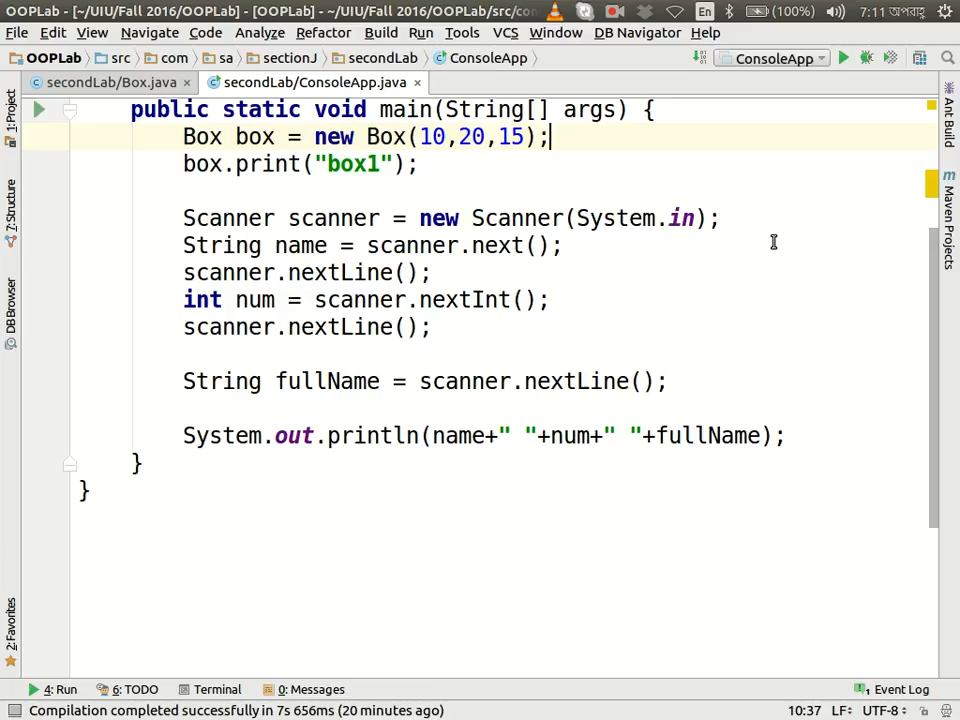 OOPLab - [~/UIU/Fall 2016/OOPLab] - [OOPLab] - ~/UIU/Fall 2016/OOPLab/src/co En (100%) 7:11 অপরাহ্ণ
File Edit View Navigate Code Analyze Refactor Build Run Tools VCS Window DB Navigator Help
OOPLab src com sa sectionJ secondLab ConsoleApp ConsoleApp
secondLab/Box.java × secondLab/ConsoleApp.java ×
public static void main(String[] args) {
Box box = new Box(10,20,15);
box.print("box1");
Scanner scanner = new Scanner(System.in);
String name = scanner.next();
scanner.nextLine();
int num = scanner.nextInt();
scanner.nextLine();
String fullName = scanner.nextLine();
System.out.println(name+" "+num+" "+fullName);
}
}
1: Project
7: Structure
DB Browser
2: Favorites
Ant Build
m Maven Projects
4: Run 6: TODO Terminal 0: Messages 1 Event Log
Compilation completed successfully in 7s 656ms (20 minutes ago) 10:37 LF UTF-8